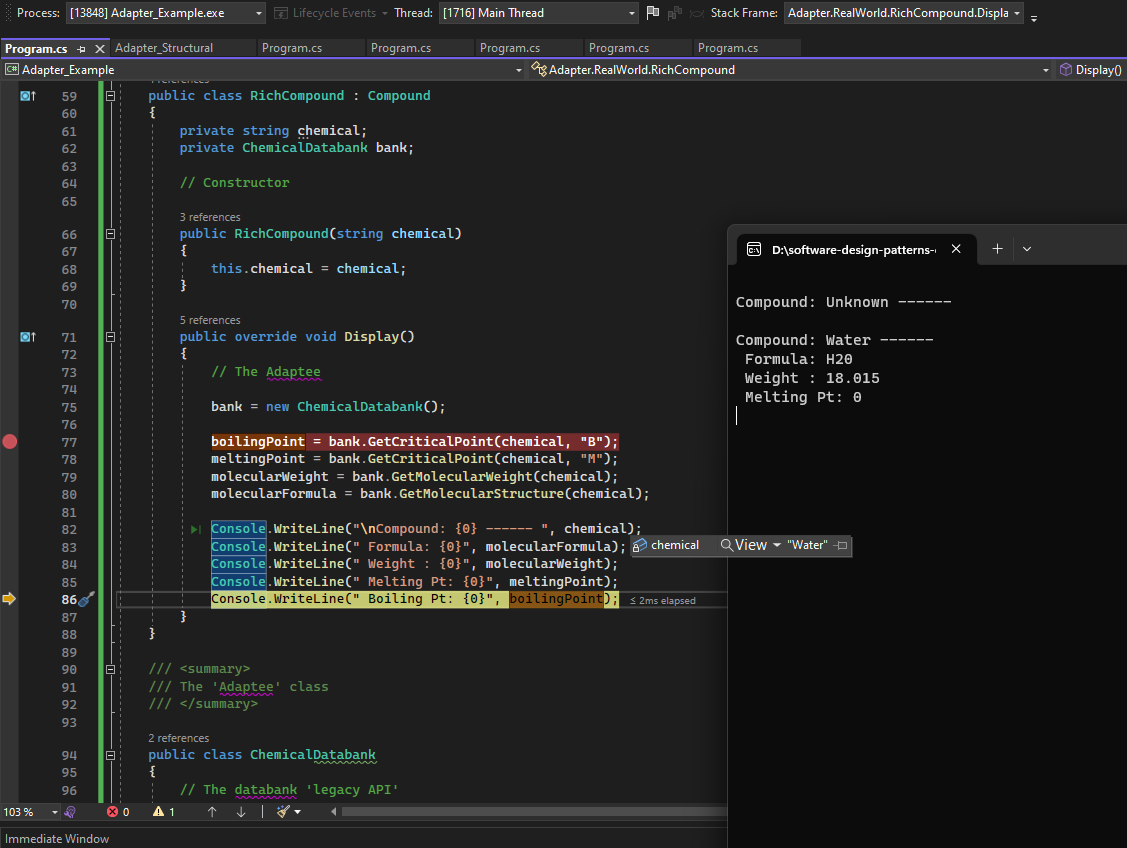 Process: [13848] Adapter_Example.exe Lifecycle Events Thread: [1716] Main Thread Stack Frame: Adapter.RealWorld.RichCompound.Displa
Program.cs Adapter_Structural Program.cs Program.cs Program.cs Program.cs Program.cs
C# Adapter_Example Adapter.RealWorld.RichCompound Display()
59 public class RichCompound : Compound
60 {
61 private string chemical;
62 private ChemicalDatabank bank;
63
64 // Constructor
65
3 references
66 public RichCompound(string chemical)
67 {
68 this.chemical = chemical;
69 }
70
5 references
71 public override void Display()
72 {
73 // The Adaptee
74
75 bank = new ChemicalDatabank();
76
77 boilingPoint = bank.GetCriticalPoint(chemical, "B");
78 meltingPoint = bank.GetCriticalPoint(chemical, "M");
79 molecularWeight = bank.GetMolecularWeight(chemical);
80 molecularFormula = bank.GetMolecularStructure(chemical);
81
82 Console.WriteLine("\nCompound: {0} ------ ", chemical);
83 Console.WriteLine(" Formula: {0}", molecularFormula);
chemical View "Water"
84 Console.WriteLine(" Weight : {0}", molecularWeight);
85 Console.WriteLine(" Melting Pt: {0}", meltingPoint);
86 Console.WriteLine(" Boiling Pt: {0}", boilingPoint); ≤ 2ms elapsed
87 }
88 }
89
90 /// <summary>
91 /// The 'Adaptee' class
92 /// </summary>
93
2 references
94 public class ChemicalDatabank
95 {
96 // The databank 'legacy API'
103 % 0 1
Immediate Window
D:\software-design-patterns-
Compound: Unknown ------
Compound: Water ------
Formula: H20
Weight : 18.015
Melting Pt: 0